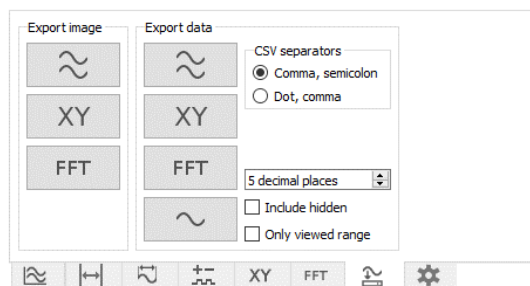 Export image
XY
FFT
Export data
XY
FFT
CSV separators
Comma, semicolon
Dot, comma
5 decimal places
Include hidden
Only viewed range
XY
FFT